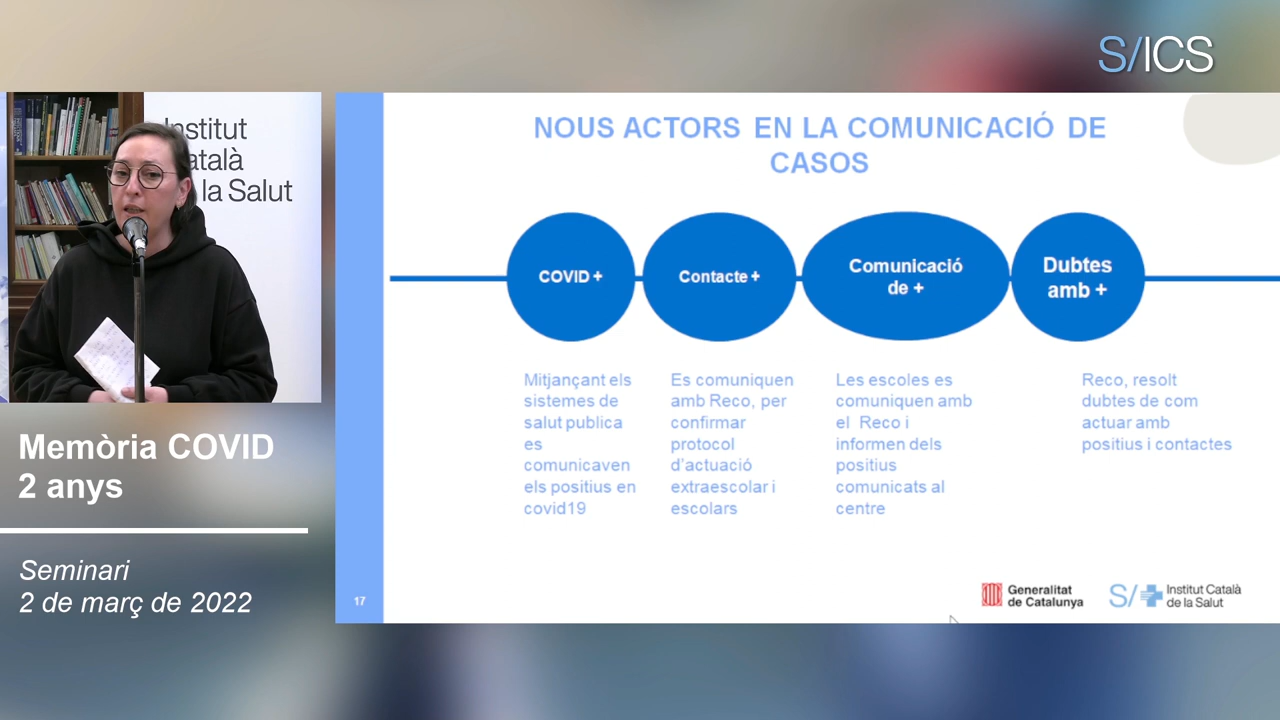 S/ICS
Institut
Català
la Salut
Memòria COVID
2 anys
Seminari
2 de març de 2022
NOUS ACTORS EN LA COMUNICACIÓ DE
CASOS
COVID +
Contacte +
Comunicació
de +
Dubtes
amb +
Mitjançant els
sistemes de
salut publica
es
comunicaven
els positius en
covid19
Es comuniquen
amb Reco, per
confirmar
protocol
d'actuació
extraescolar i
escolars
Les escoles es
comuniquen amb
el Reco i
informen dels
positius
comunicats al
centre
Reco, resolt
dubtes de com
actuar amb
positius i contactes
17
Generalitat
de Catalunya
S/
Institut Català
de la Salut